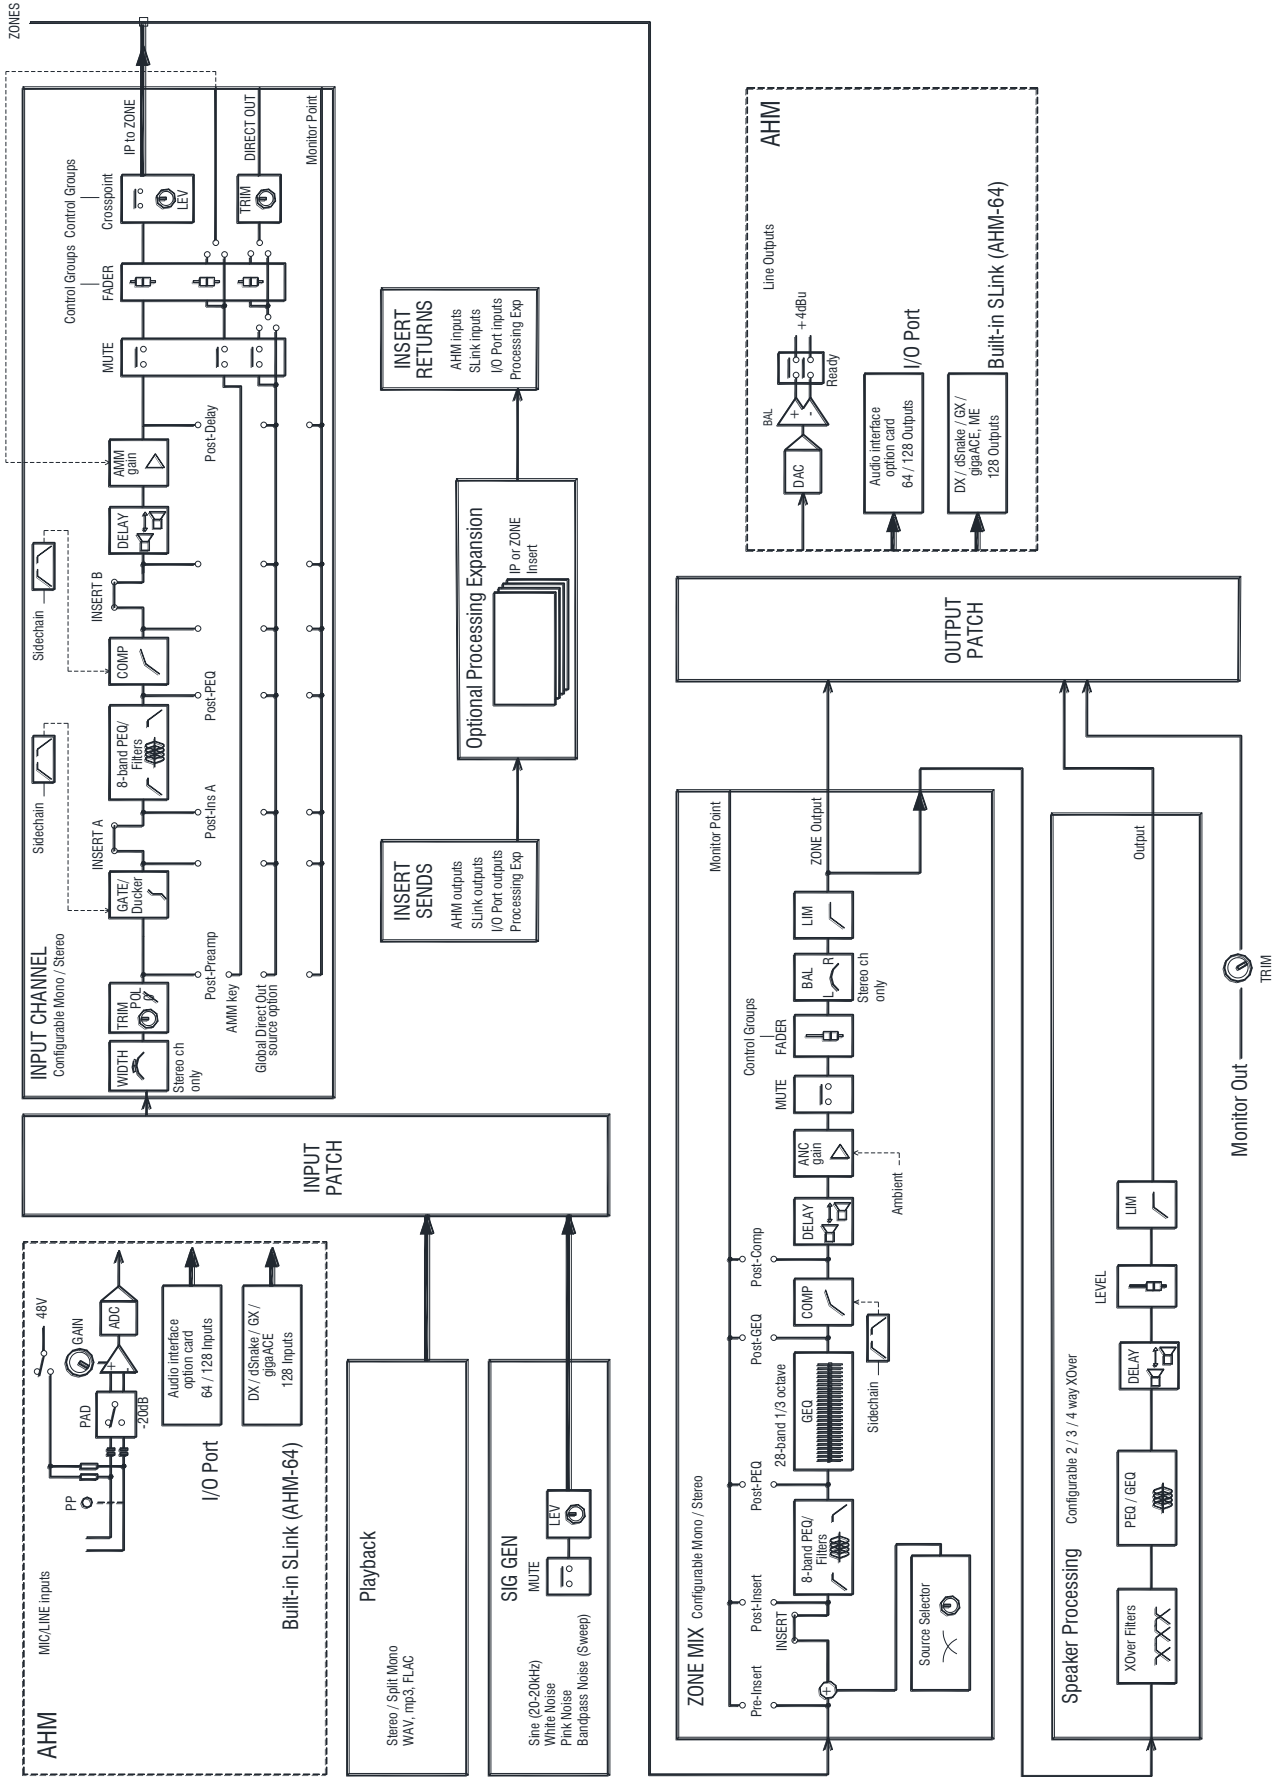 ZONES
AHM
MIC/LINE inputs
PP
48V
PAD
-20dB
GAIN
+
-
ADC
I/O Port
Audio interface
option card
64 / 128 Inputs
Built-in SLink (AHM-64)
DX / dSnake / GX /
gigaACE
128 Inputs
Playback
Stereo / Split Mono
WAV, mp3, FLAC
SIG GEN
Sine (20-20kHz)
White Noise
Pink Noise
Bandpass Noise (Sweep)
MUTE
LEV
INPUT
PATCH
INPUT CHANNEL
Configurable Mono / Stereo
WIDTH
Stereo ch
only
TRIM
POL
Ø
Post-Preamp
AMM key
Global Direct Out
source option
GATE/
Ducker
Sidechain
INSERT A
Post-Ins A
8-band PEQ/
Filters
Post-PEQ
COMP
Sidechain
INSERT B
DELAY
AMM
gain
Post-Delay
MUTE
Control Groups
FADER
Control Groups
Crosspoint
LEV
TRIM
IP to ZONE
DIRECT OUT
Monitor Point
INSERT
SENDS
AHM outputs
SLink outputs
I/O Port outputs
Processing Exp
Optional Processing Expansion
IP or ZONE
Insert
INSERT
RETURNS
AHM inputs
SLink inputs
I/O Port inputs
Processing Exp
ZONE MIX Configurable Mono / Stereo
Pre-Insert
+
INSERT
Post-Insert
Source Selector
8-band PEQ/
Filters
Post-PEQ
28-band 1/3 octave
GEQ
Post-GEQ
Sidechain
COMP
Post-Comp
DELAY
ANC
gain
Ambient
MUTE
Control Groups
FADER
BAL
L
R
Stereo ch
only
LIM
ZONE Output
Monitor Point
Speaker Processing Configurable 2 / 3 / 4 way XOver
XOver Filters
PEQ / GEQ
DELAY
LEVEL
LIM
Output
Monitor Out
TRIM
OUTPUT
PATCH
AHM
DAC
BAL
+
-
Ready
+4dBu
Line Outputs
Audio interface
option card
64 / 128 Outputs
I/O Port
DX / dSnake / GX /
gigaACE, ME
128 Outputs
Built-in SLink (AHM-64)